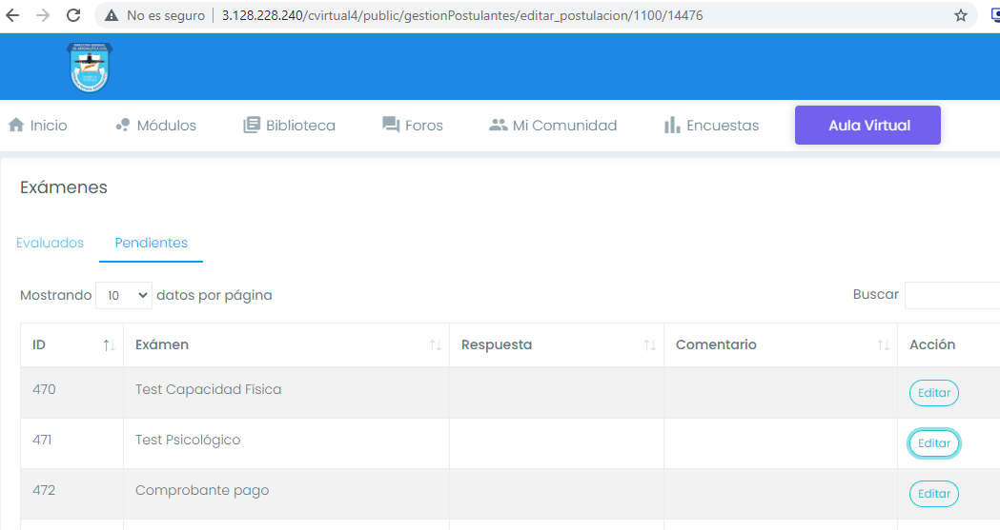 No es seguro | 3.128.228.240/cvirtual4/public/gestionPostulantes/editar_postulacion/1100/14476
Inicio Módulos Biblioteca Foros Mi Comunidad Encuestas Aula Virtual
Exámenes
Evaluados Pendientes
Mostrando 10 datos por página Buscar
ID Exámen Respuesta Comentario Acción
470 Test Capacidad Física Editar
471 Test Psicológico Editar
472 Comprobante pago Editar